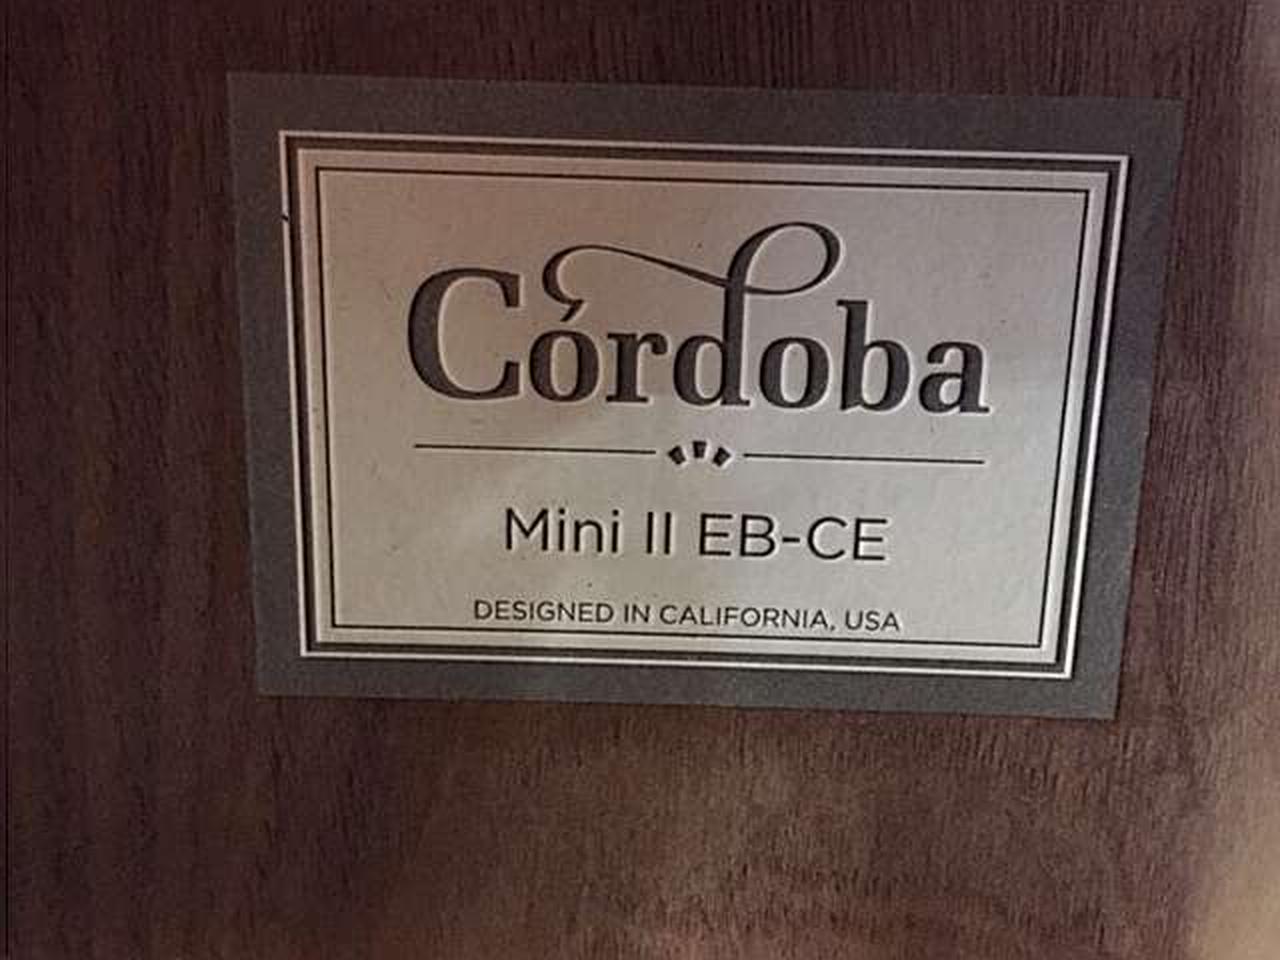 Córdoba
Mini II EB-CE
DESIGNED IN CALIFORNIA, USA